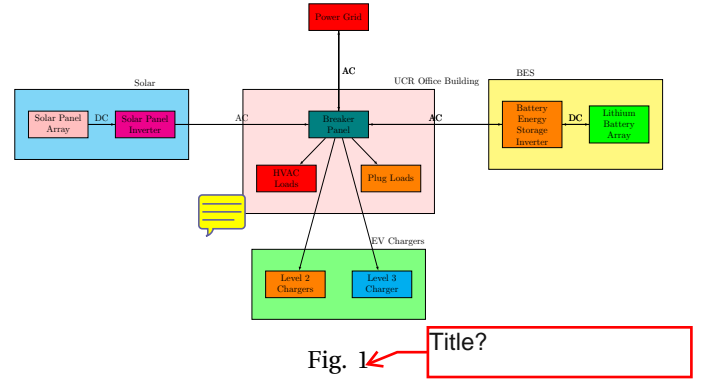 Power Grid
AC
Solar
UCR Office Building
BES
Solar Panel
Array
DC
Solar Panel
Inverter
AC
Breaker
Panel
AC
Battery
Energy
Storage
Inverter
DC
Lithium
Battery
Array
HVAC
Loads
Plug Loads
EV Chargers
Level 2
Chargers
Level 3
Charger
Fig. 1
Title?